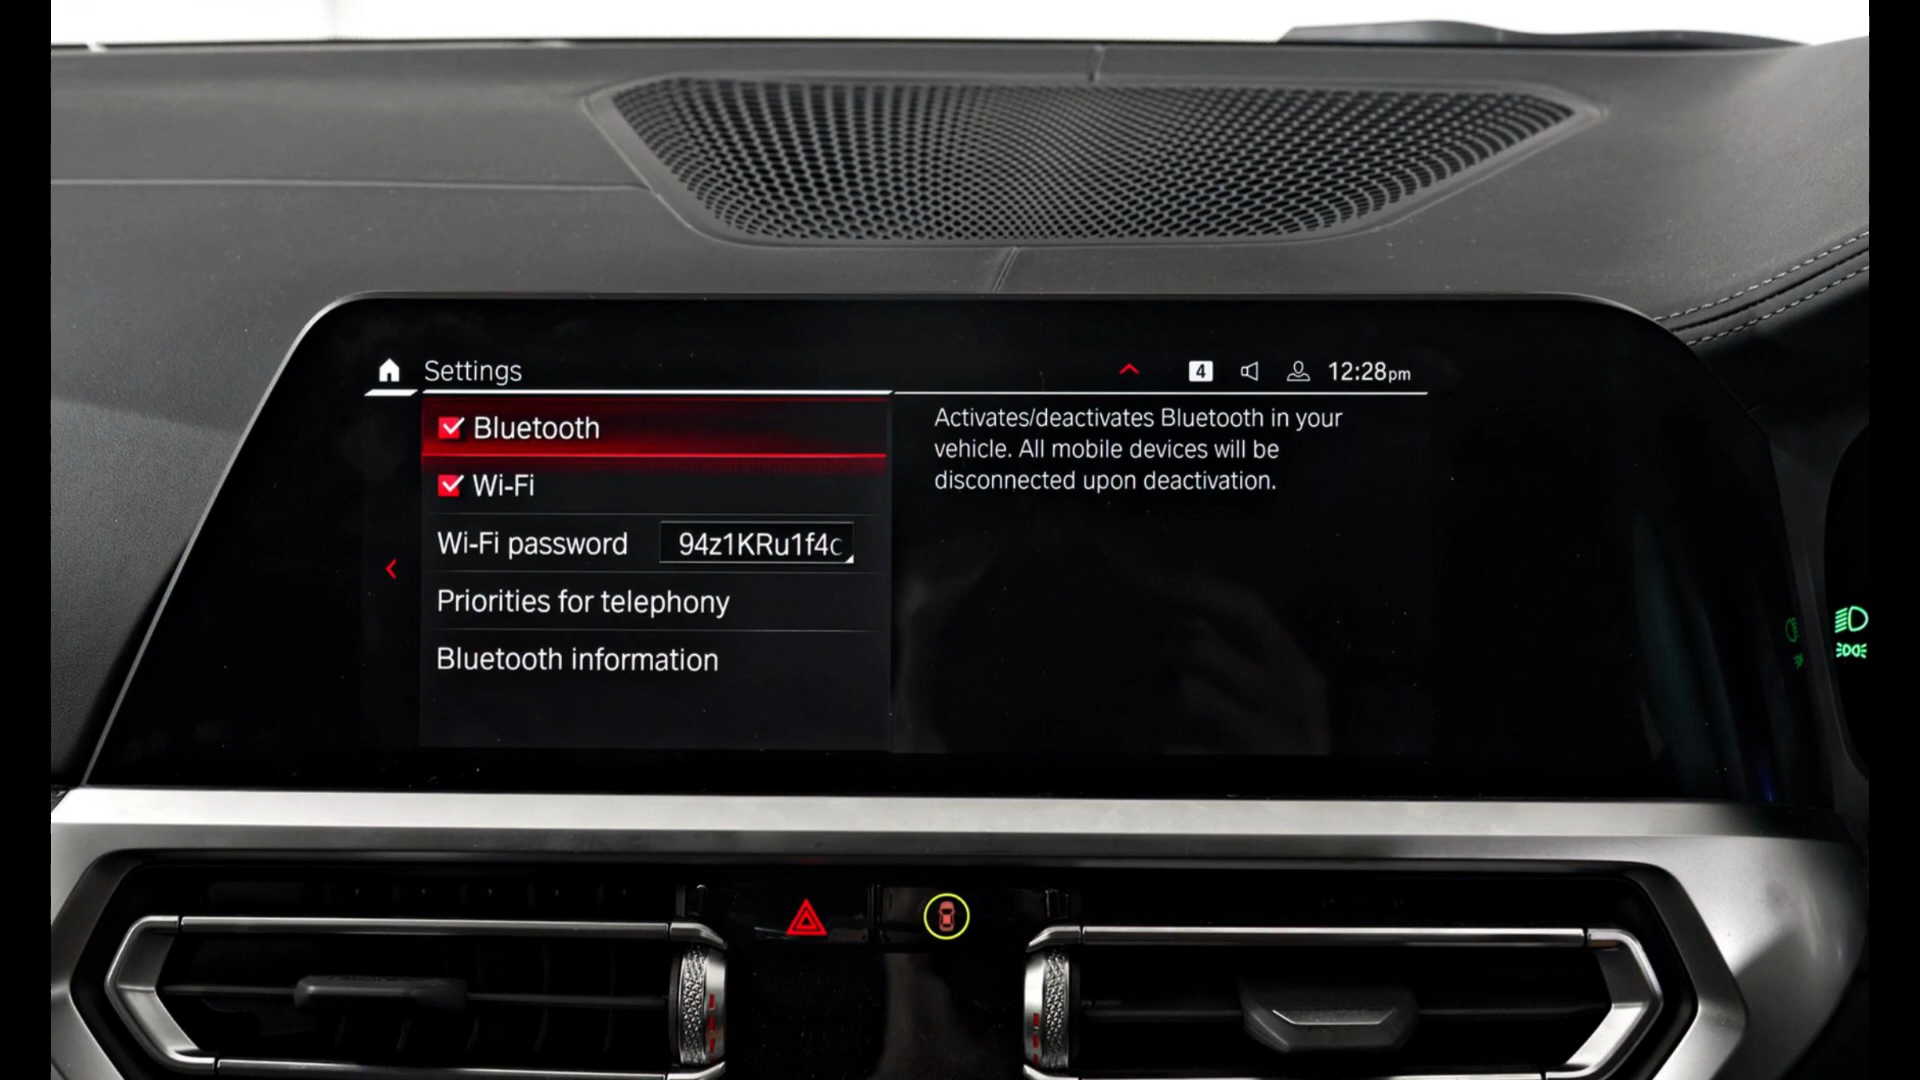 Settings
4
12:28pm
Bluetooth
Wi-Fi
Wi-Fi password 94z1KRu1f4c
Priorities for telephony
Bluetooth information
Activates/deactivates Bluetooth in your
vehicle. All mobile devices will be
disconnected upon deactivation.